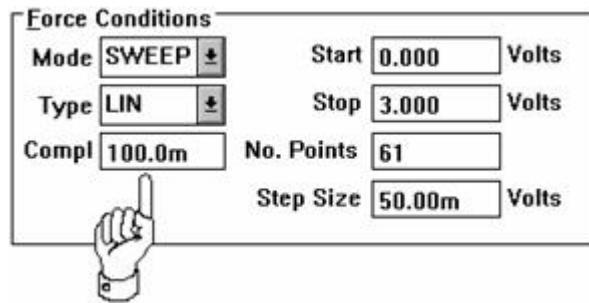 Force Conditions
Mode SWEEP Start 0.000 Volts
Type LIN Stop 3.000 Volts
Compl 100.0m No. Points 61
Step Size 50.00m Volts